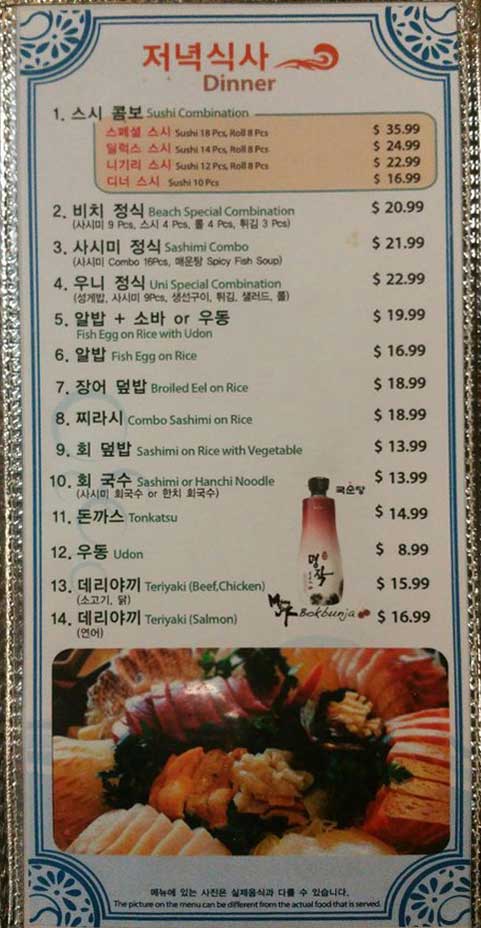 저녁식사
Dinner
1. 스시 콤보 Sushi Combination
스페셜 스시 Sushi 18 Pcs, Roll 8 Pcs $ 35.99
딜럭스 스시 Sushi 14 Pcs, Roll 8 Pcs $ 24.99
니기리 스시 Sushi 12 Pcs, Roll 8 Pcs $ 22.99
디너 스시 Sushi 10 Pcs $ 16.99
2. 비치 정식 Beach Special Combination $ 20.99
(사시미 9 Pcs, 스시 4 Pcs, 롤 4 Pcs, 튀김 3 Pcs)
3. 사시미 정식 Sashimi Combo $ 21.99
(사시미 Combo 16Pcs, 매운탕 Spicy Fish Soup)
4. 우니 정식 Uni Special Combination $ 22.99
(성게밥, 사시미 9Pcs, 생선구이, 튀김, 샐러드, 롤)
5. 알밥 + 소바 or 우동 $ 19.99
Fish Egg on Rice with Udon
6. 알밥 Fish Egg on Rice $ 16.99
7. 장어 덮밥 Broiled Eel on Rice $ 18.99
8. 찌라시 Combo Sashimi on Rice $ 18.99
9. 회 덮밥 Sashimi on Rice with Vegetable $ 13.99
10. 회 국수 Sashimi or Hanchi Noodle $ 13.99
(사시미 회국수 or 한치 회국수)
국순당
11. 돈까스 Tonkatsu $ 14.99
명작
12. 우동 Udon $ 8.99
13. 데리야끼 Teriyaki (Beef,Chicken) $ 15.99
(소고기, 닭)
Bokbunja
14. 데리야끼 Teriyaki (Salmon) $ 16.99
(연어)
메뉴에 있는 사진은 실제음식과 다를 수 있습니다.
The picture on the menu can be different from the actual food that is served.